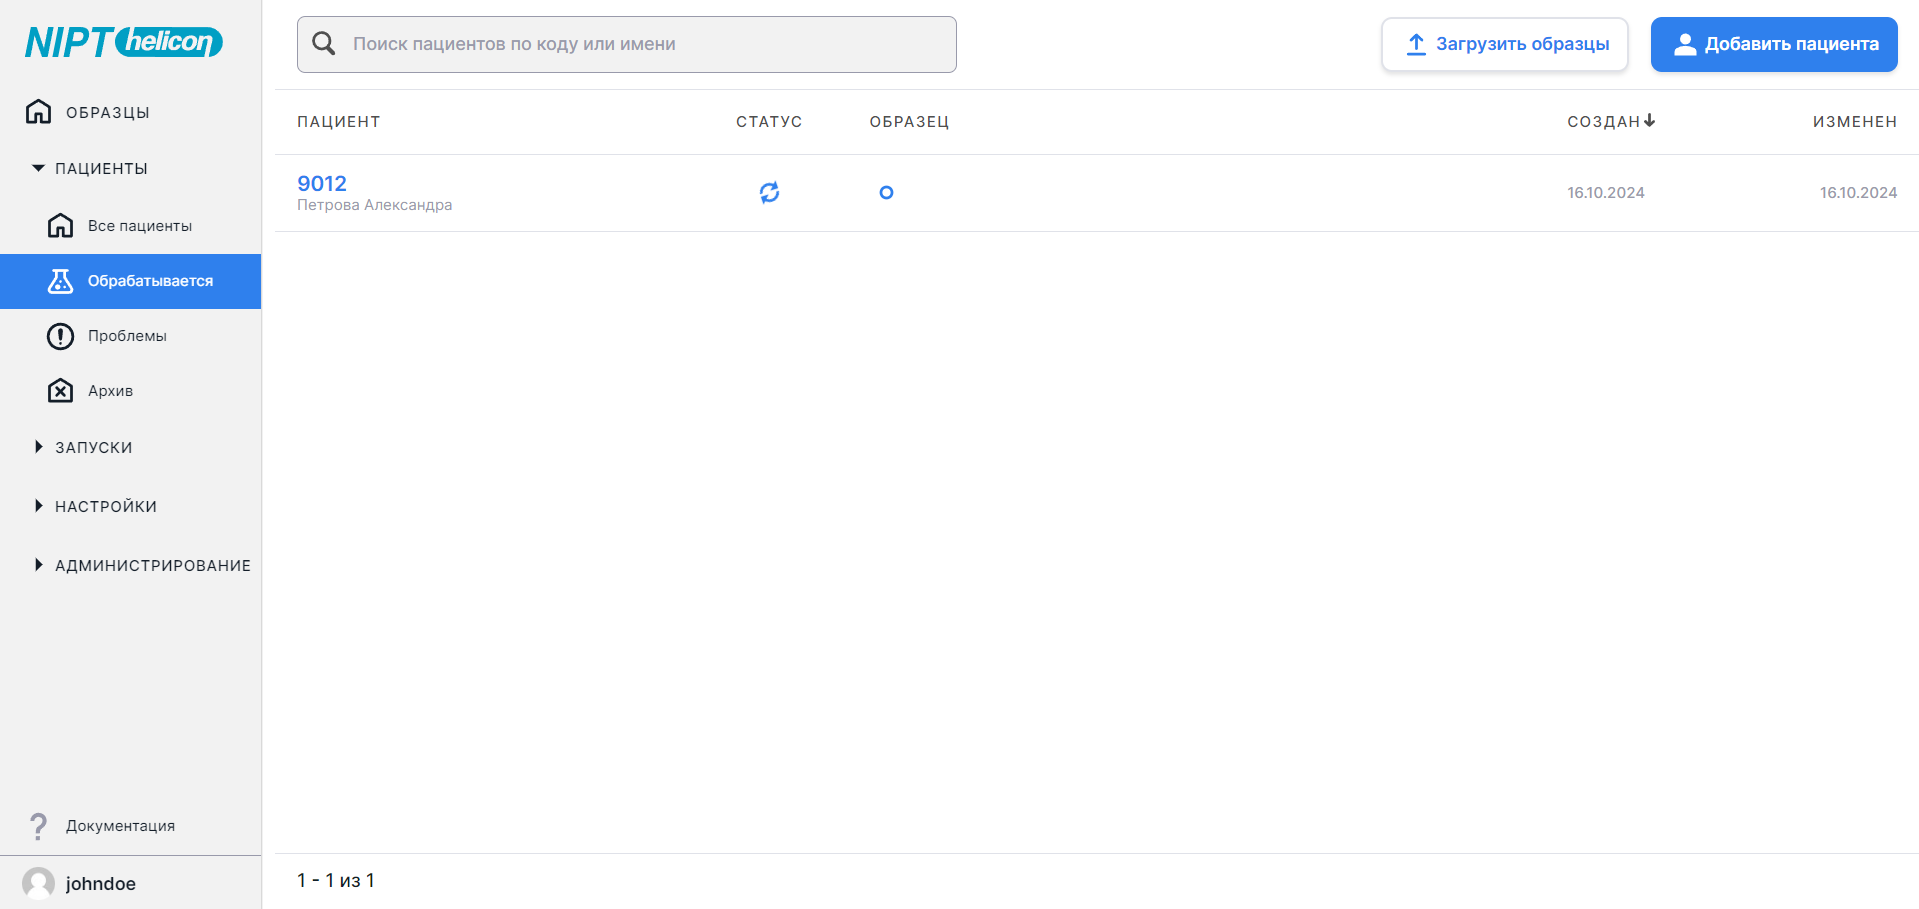 NIPT helicon
Поиск пациентов по коду или имени
Загрузить образцы
Добавить пациента
ОБРАЗЦЫ
ПАЦИЕНТЫ
Все пациенты
Обрабатывается
Проблемы
Архив
ЗАПУСКИ
НАСТРОЙКИ
АДМИНИСТРИРОВАНИЕ
Документация
johndoe
ПАЦИЕНТ СТАТУС ОБРАЗЕЦ СОЗДАН ИЗМЕНЕН
9012 16.10.2024 16.10.2024
Петрова Александра
1 - 1 из 1